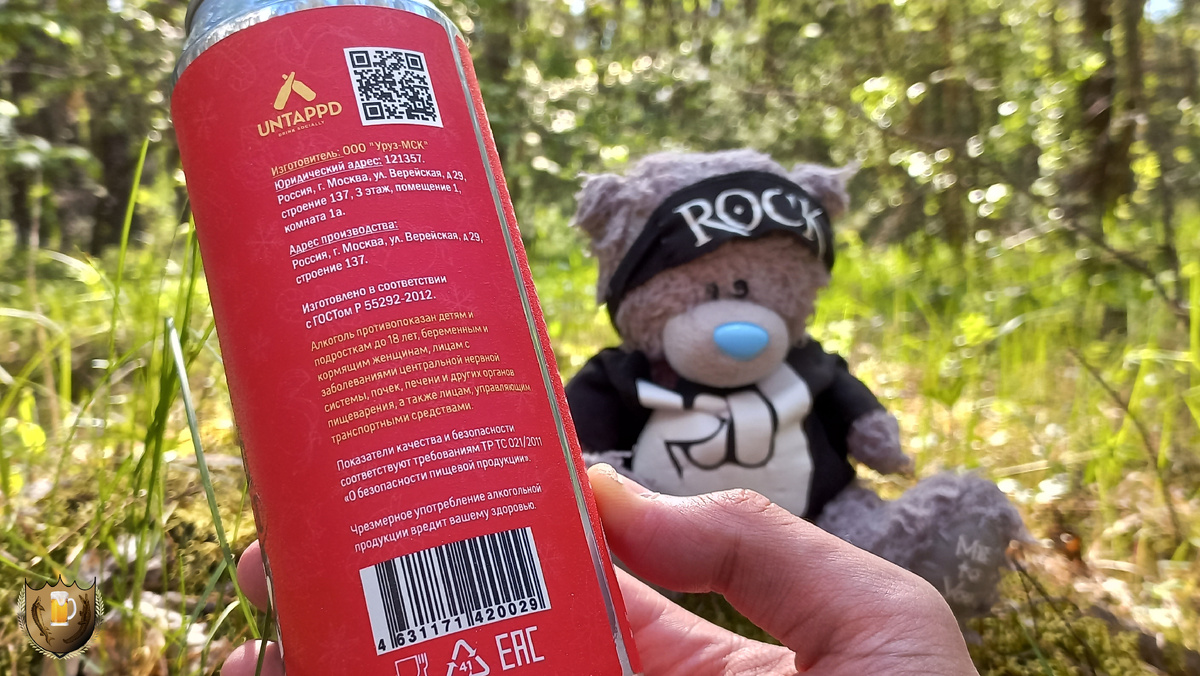 UNTAPPD
DRINK SOCIALLY
Изготовитель: ООО "Уруз-МСК"
Юридический адрес: 121357.
Россия, г. Москва, ул. Верейская, д 29,
строение 137, 3 этаж, помещение 1,
комната 1а.
Адрес производства:
Россия, г. Москва, ул. Верейская, д 29,
строение 137.
Изготовлено в соответствии
с ГОСТом Р 55292-2012.
Алкоголь противопоказан детям и
подросткам до 18 лет, беременным и
кормящим женщинам, лицам с
заболеваниями центральной нервной
системы, почек, печени и других органов
пищеварения, а также лицам, управляющим
транспортными средствами.
Показатели качества и безопасности
соответствуют требованиям ТР ТС 021/2011
«О безопасности пищевой продукции».
Чрезмерное употребление алкогольной
продукции вредит вашему здоровью.
4 631171 420029
41
EAC
ROCK